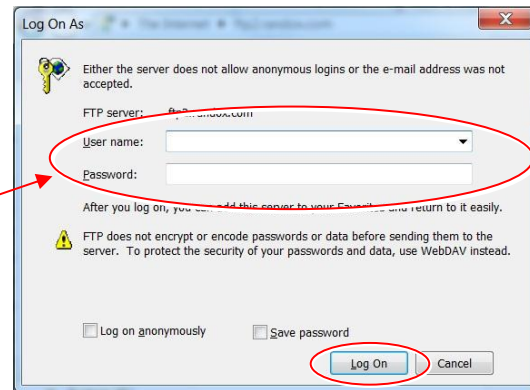 Log On As
Either the server does not allow anonymous logins or the e-mail address was not
accepted.
FTP server: ftp2.randox.com
User name:
Password:
After you log on, you can add this server to your Favorites and return to it easily.
FTP does not encrypt or encode passwords or data before sending them to the
server. To protect the security of your passwords and data, use WebDAV instead.
Log on anonymously
Save password
Log On
Cancel